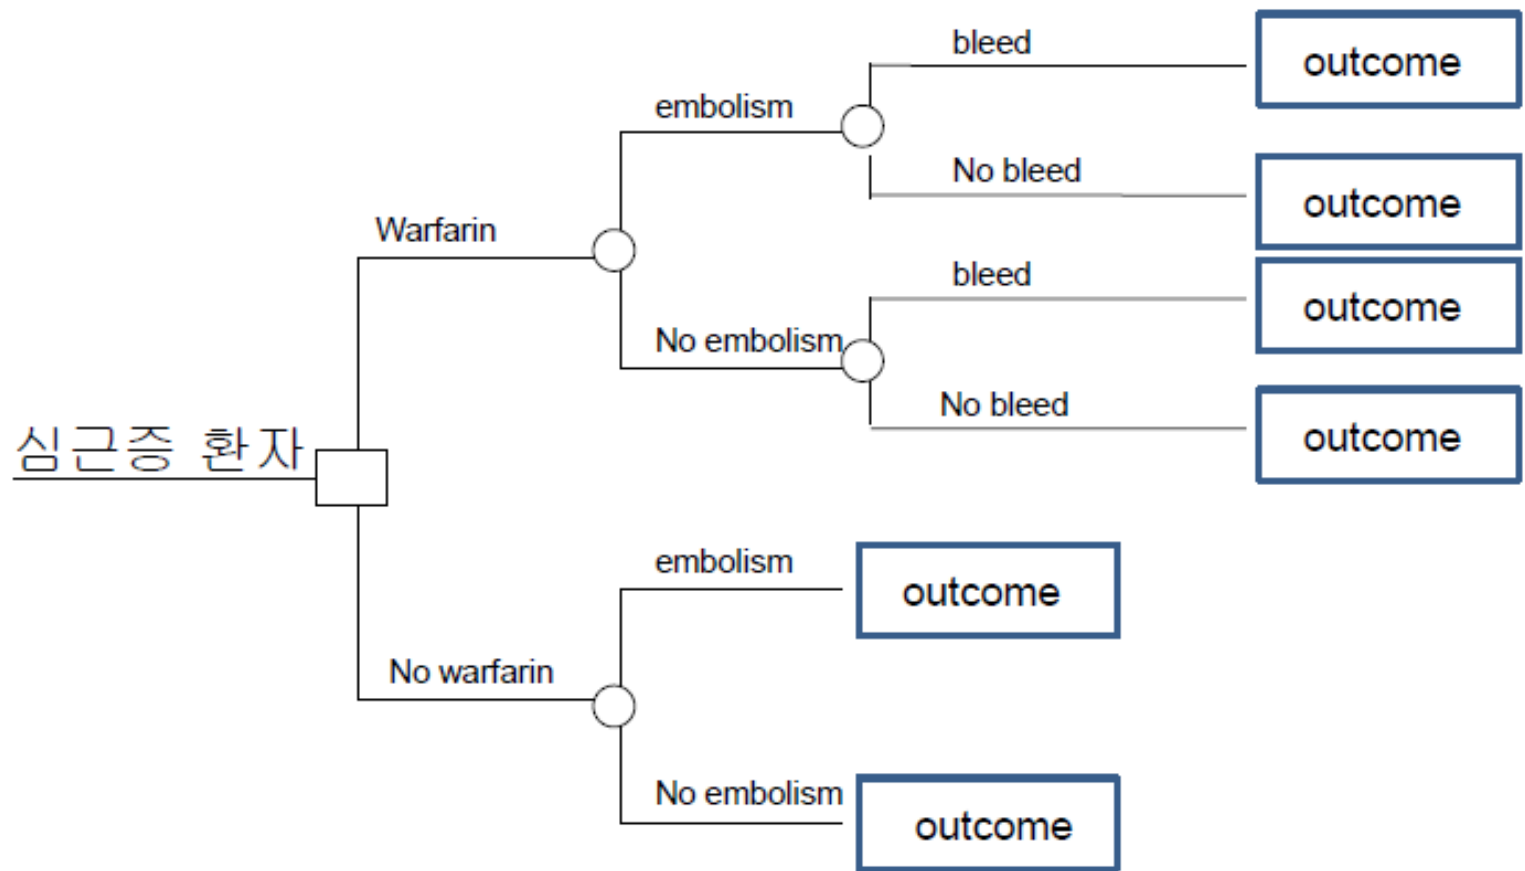 bleed
outcome
embolism
No bleed
outcome
Warfarin
bleed
outcome
No embolism
No bleed
outcome
심근증 환자
embolism
outcome
No warfarin
No embolism
outcome